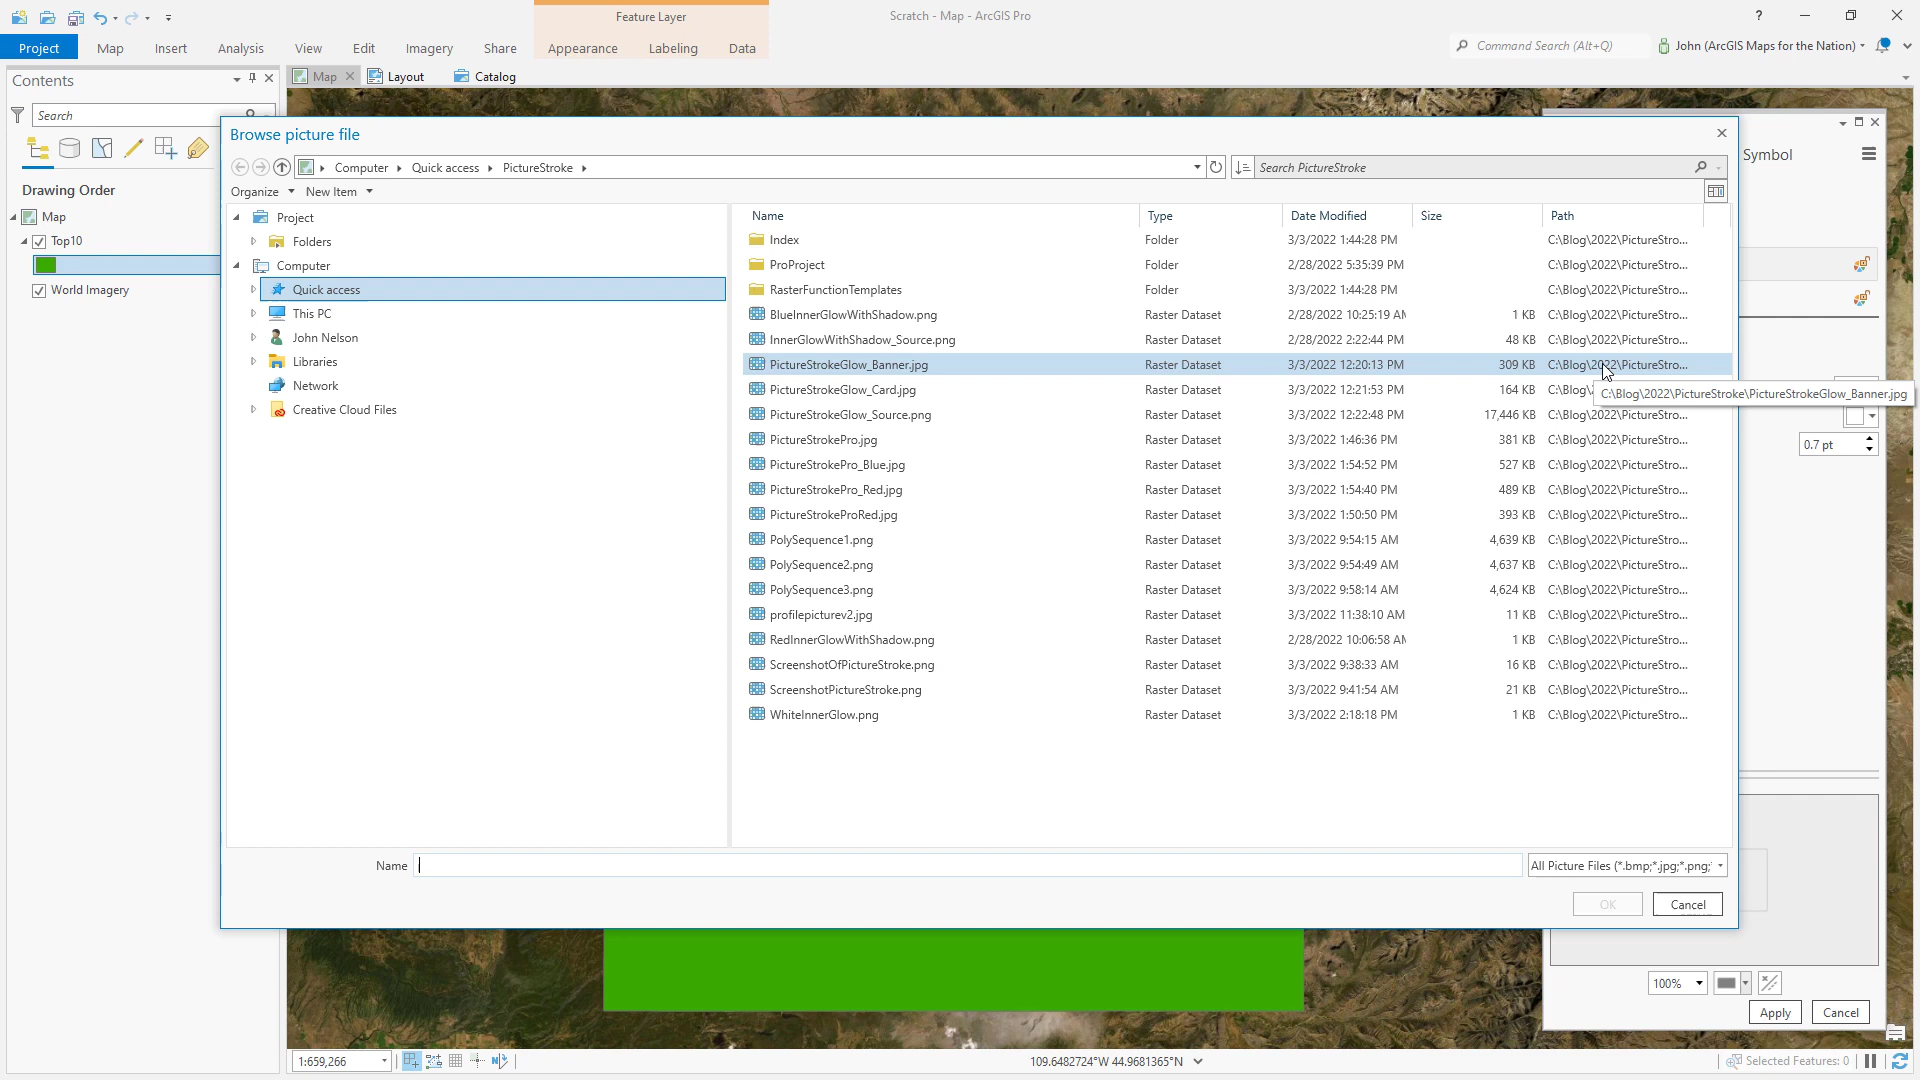 Feature Layer
Scratch - Map - ArcGIS Pro
?
Project Map Insert Analysis View Edit Imagery Share Appearance Labeling Data
Command Search (Alt+Q)
John (ArcGIS Maps for the Nation)
Contents
Map Layout Catalog
Search
Symbol
Browse picture file
Computer Quick access PictureStroke
Search PictureStroke
Organize New Item
Drawing Order
Map
Top10
World Imagery
Project
Folders
Computer
Quick access
This PC
John Nelson
Libraries
Network
Creative Cloud Files
Name Type Date Modified Size Path
Index Folder 3/3/2022 1:44:28 PM C:\Blog\2022\PictureStro...
ProProject Folder 2/28/2022 5:35:39 PM C:\Blog\2022\PictureStro...
RasterFunctionTemplates Folder 3/3/2022 1:44:28 PM C:\Blog\2022\PictureStro...
BlueInnerGlowWithShadow.png Raster Dataset 2/28/2022 10:25:19 AM 1 KB C:\Blog\2022\PictureStro...
InnerGlowWithShadow_Source.png Raster Dataset 2/28/2022 2:22:44 PM 48 KB C:\Blog\2022\PictureStro...
PictureStrokeGlow_Banner.jpg Raster Dataset 3/3/2022 12:20:13 PM 309 KB C:\Blog\2022\PictureStro...
PictureStrokeGlow_Card.jpg Raster Dataset 3/3/2022 12:21:53 PM 164 KB C:\Blog\
C:\Blog\2022\PictureStroke\PictureStrokeGlow_Banner.jpg
PictureStrokeGlow_Source.png Raster Dataset 3/3/2022 12:22:48 PM 17,446 KB C:\Blog\2022\PictureStro...
PictureStrokePro.jpg Raster Dataset 3/3/2022 1:46:36 PM 381 KB C:\Blog\2022\PictureStro...
0.7 pt
PictureStrokePro_Blue.jpg Raster Dataset 3/3/2022 1:54:52 PM 527 KB C:\Blog\2022\PictureStro...
PictureStrokePro_Red.jpg Raster Dataset 3/3/2022 1:54:40 PM 489 KB C:\Blog\2022\PictureStro...
PictureStrokeProRed.jpg Raster Dataset 3/3/2022 1:50:50 PM 393 KB C:\Blog\2022\PictureStro...
PolySequence1.png Raster Dataset 3/3/2022 9:54:15 AM 4,639 KB C:\Blog\2022\PictureStro...
PolySequence2.png Raster Dataset 3/3/2022 9:54:49 AM 4,637 KB C:\Blog\2022\PictureStro...
PolySequence3.png Raster Dataset 3/3/2022 9:58:14 AM 4,624 KB C:\Blog\2022\PictureStro...
profilepicturev2.jpg Raster Dataset 3/3/2022 11:38:10 AM 11 KB C:\Blog\2022\PictureStro...
RedInnerGlowWithShadow.png Raster Dataset 2/28/2022 10:06:58 AM 1 KB C:\Blog\2022\PictureStro...
ScreenshotOfPictureStroke.png Raster Dataset 3/3/2022 9:38:33 AM 16 KB C:\Blog\2022\PictureStro...
ScreenshotPictureStroke.png Raster Dataset 3/3/2022 9:41:54 AM 21 KB C:\Blog\2022\PictureStro...
WhiteInnerGlow.png Raster Dataset 3/3/2022 2:18:18 PM 1 KB C:\Blog\2022\PictureStro...
Name
All Picture Files (*.bmp;*.jpg;*.png;
OK Cancel
100%
Apply Cancel
1:659,266
109.6482724°W 44.9681365°N
Selected Features: 0